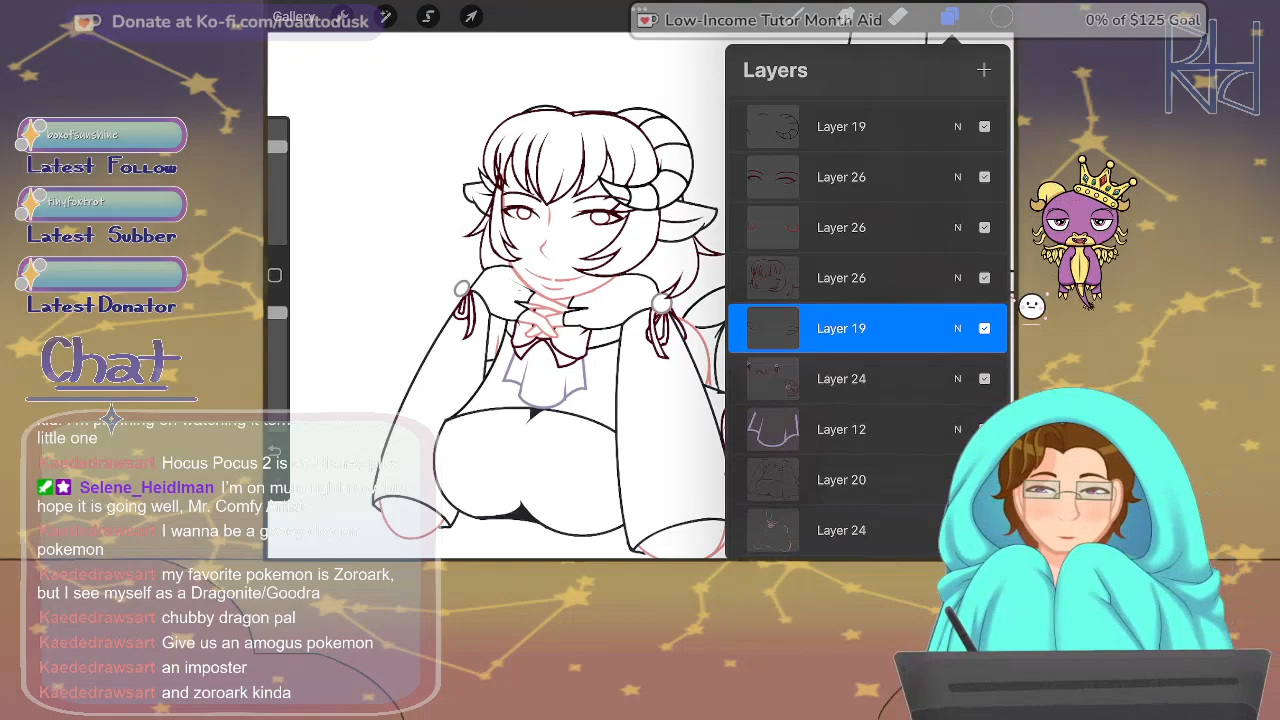 Donate at Ko-fi.com/roadtodusk
Gallery
Low-Income Tutor Month Aid
0% of $125 Goal
Layers
Layer 19 N
Layer 26 N
Layer 26 N
Layer 26 N
Layer 19 N
Layer 24 N
Layer 12 N
Layer 20
Layer 24
boxofsunshine
Latest Follow
tinyfoxtrot
Latest Subber
Latest Donator
Chat
little one
Kaededrawsart Hocus Pocus 2 is
Selene_Heidlman I'm on
hope it is going well, Mr. Comfy
Kaededrawsart I wanna be a dragon
pokemon
Kaededrawsart my favorite pokemon is Zoroark,
but I see myself as a Dragonite/Goodra
Kaededrawsart chubby dragon pal
Kaededrawsart Give us an amogus pokemon
Kaededrawsart an imposter
Kaededrawsart and zoroark kinda